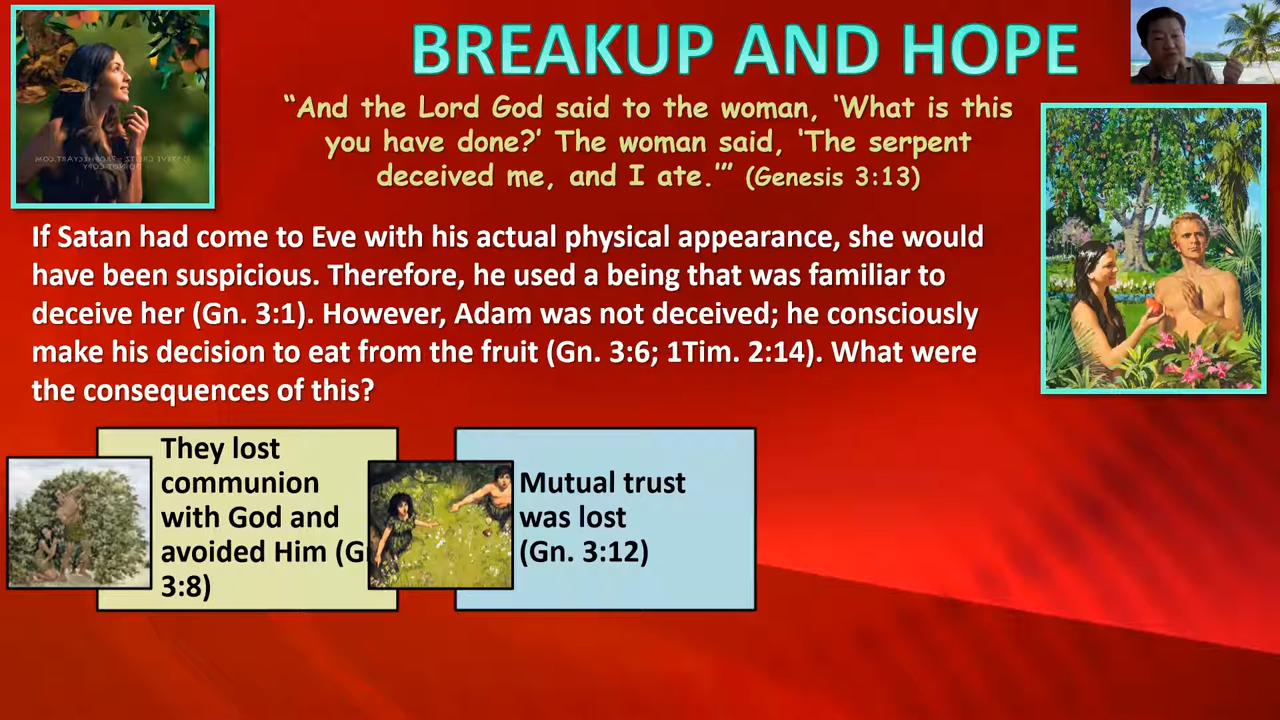 BREAKUP AND HOPE
“And the Lord God said to the woman, ‘What is this
you have done?’ The woman said, ‘The serpent
deceived me, and I ate.’” (Genesis 3:13)
If Satan had come to Eve with his actual physical appearance, she would
have been suspicious. Therefore, he used a being that was familiar to
deceive her (Gn. 3:1). However, Adam was not deceived; he consciously
make his decision to eat from the fruit (Gn. 3:6; 1Tim. 2:14). What were
the consequences of this?
They lost
communion
with God and
avoided Him (G
3:8)
Mutual trust
was lost
(Gn. 3:12)